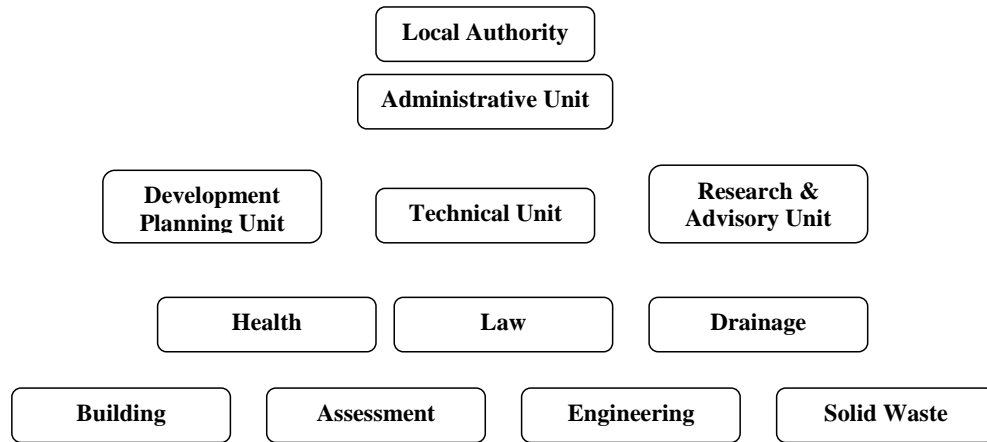 Local Authority
Administrative Unit
Development
Planning Unit
Technical Unit
Research &
Advisory Unit
Health
Law
Drainage
Building
Assessment
Engineering
Solid Waste